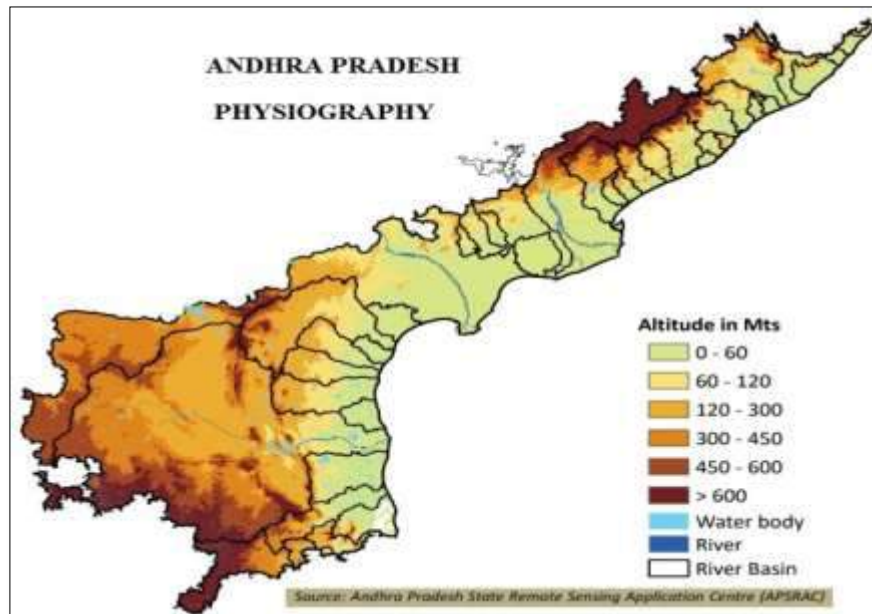 ANDHRA PRADESH
PHYSIOGRAPHY
Altitude in Mts
0 - 60
60 - 120
120 - 300
300 - 450
450 - 600
> 600
Water body
River
River Basin
Source: Andhra Pradesh State Remote Sensing Application Centre (APSRAC)